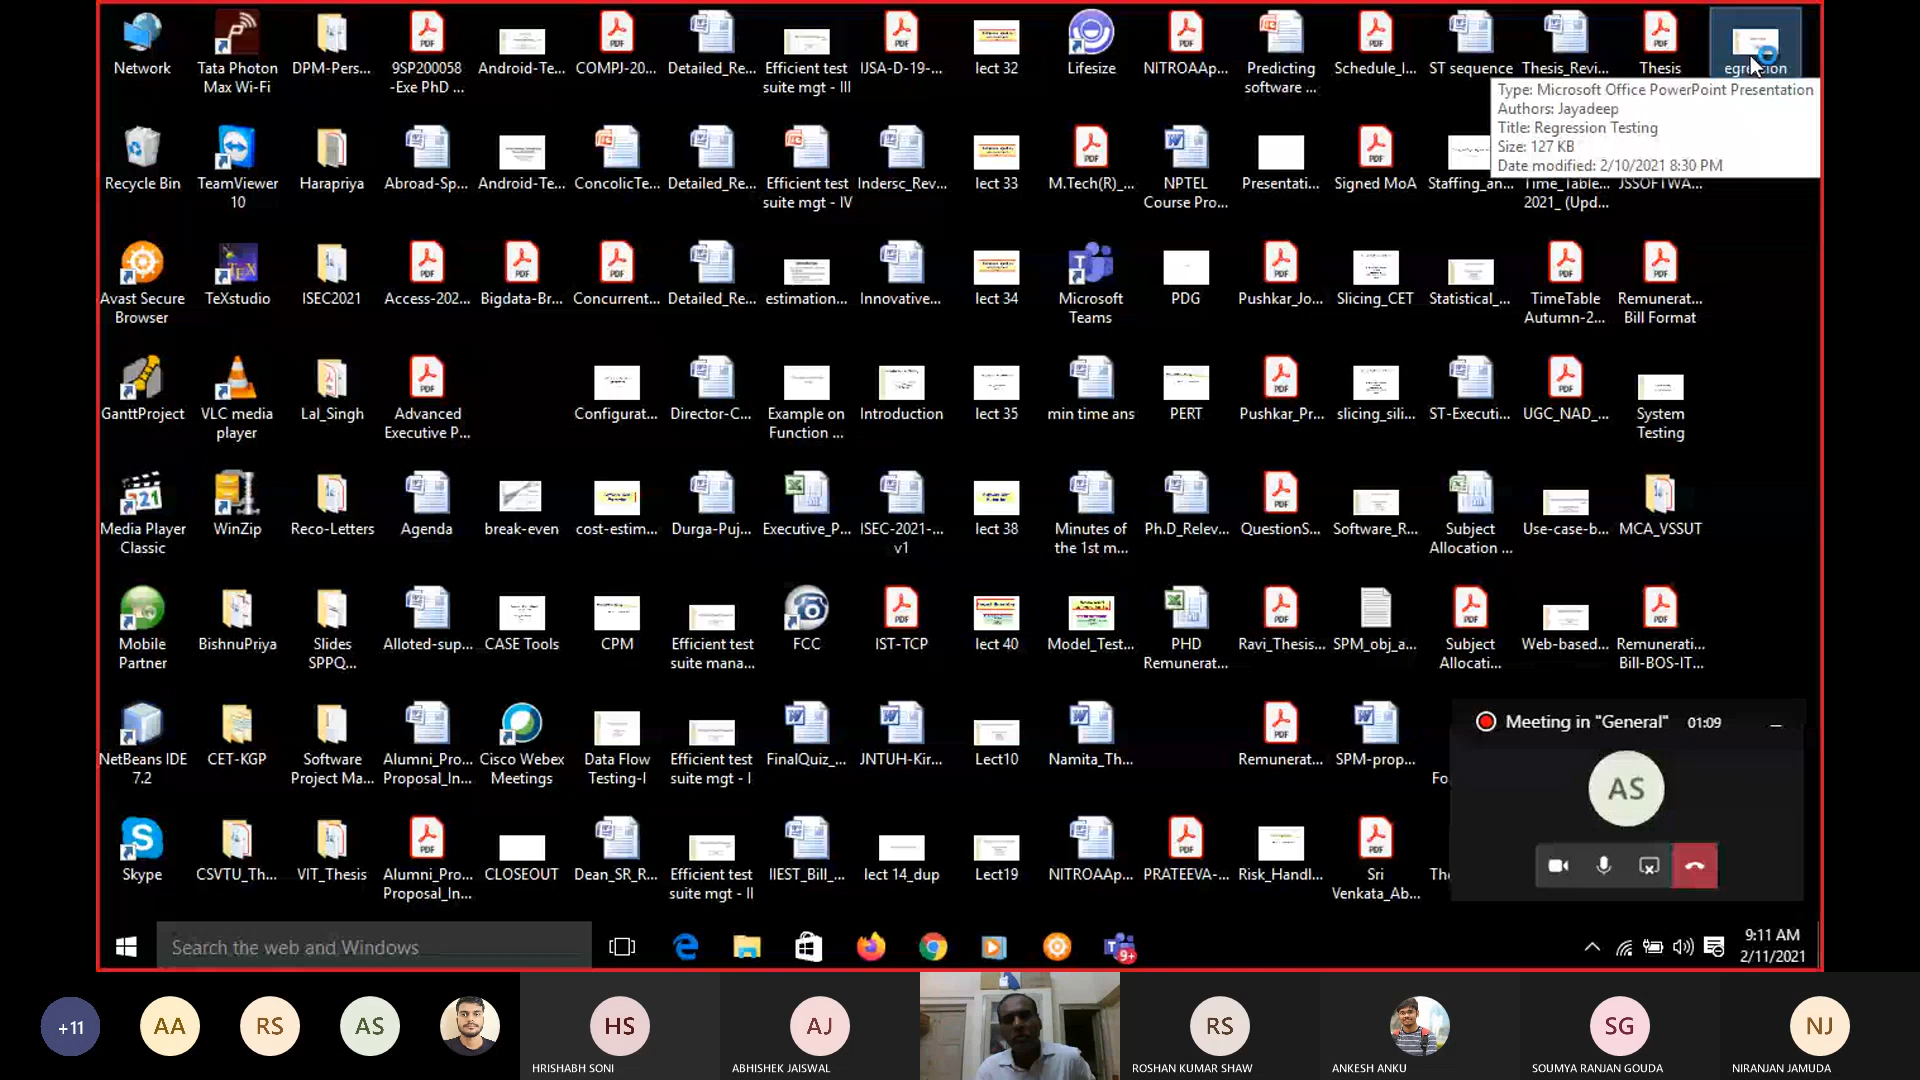 Network
Tata Photon
Max Wi-Fi
DPM-Pers...
9SP200058
-Exe PhD ...
Android-Te...
COMPJ-20...
Detailed_Re...
Efficient test
suite mgt - III
IJSA-D-19-...
lect 32
Lifesize
NITROAAp...
Predicting
software ...
Schedule_I...
ST sequence
Thesis_Revi...
Thesis
Type: Microsoft Office PowerPoint Presentation
Authors: Jayadeep
Title: Regression Testing
Size: 127 KB
Date modified: 2/10/2021 8:30 PM
Recycle Bin
TeamViewer
10
Harapriya
Abroad-Sp...
Android-Te...
ConcolicTe...
Detailed_Re...
Efficient test
suite mgt - IV
Indersc_Rev...
lect 33
M.Tech(R)_...
NPTEL
Course Pro...
Presentati...
Signed MoA
Staffing_an...
Time_Table...
2021_ (Upd...
JSSOFTWA...
Avast Secure
Browser
TeXstudio
ISEC2021
Access-202...
Bigdata-Br...
Concurrent...
Detailed_Re...
estimation...
Innovative...
lect 34
Microsoft
Teams
PDG
Pushkar_Jo...
Slicing_CET
Statistical_...
TimeTable
Autumn-2...
Remunerat...
Bill Format
GanttProject
VLC media
player
Lal_Singh
Advanced
Executive P...
Configurat...
Director-C...
Example on
Function ...
Introduction
lect 35
min time ans
PERT
Pushkar_Pr...
slicing_sili...
ST-Executi...
UGC_NAD_...
System
Testing
Media Player
Classic
WinZip
Reco-Letters
Agenda
break-even
cost-estim...
Durga-Puj...
Executive_P...
ISEC-2021-...
v1
lect 38
Minutes of
the 1st m...
Ph.D_Relev...
QuestionS...
Software_R...
Subject
Allocation ...
Use-case-b...
MCA_VSSUT
Mobile
Partner
BishnuPriya
Slides
SPPQ...
Alloted-sup...
CASE Tools
CPM
Efficient test
suite mana...
FCC
IST-TCP
lect 40
Model_Test...
PHD
Remunerat...
Ravi_Thesis...
SPM_obj_a...
Subject
Allocati...
Web-based...
Remunerati...
Bill-BOS-IT...
NetBeans IDE
7.2
CET-KGP
Software
Project Ma...
Alumni_Pro...
Proposal_In...
Cisco Webex
Meetings
Data Flow
Testing-I
Efficient test
suite mgt - I
FinalQuiz_...
JNTUH-Kir...
Lect10
Namita_Th...
Remunerat...
SPM-prop...
Fo
Meeting in "General" 01:09
AS
Skype
CSVTU_Th...
VIT_Thesis
Alumni_Pro...
Proposal_In...
CLOSEOUT
Dean_SR_R...
Efficient test
suite mgt - II
IIEST_Bill_...
lect 14_dup
Lect19
NITROAAp...
PRATEEVA-...
Risk_Handl...
Sri
Venkata_Ab...
Th
Search the web and Windows
9+
9:11 AM
2/11/2021
+11
AA
RS
AS
HS
HRISHABH SONI
AJ
ABHISHEK JAISWAL
RS
ROSHAN KUMAR SHAW
ANKESH ANKU
SG
SOUMYA RANJAN GOUDA
NJ
NIRANJAN JAMUDA